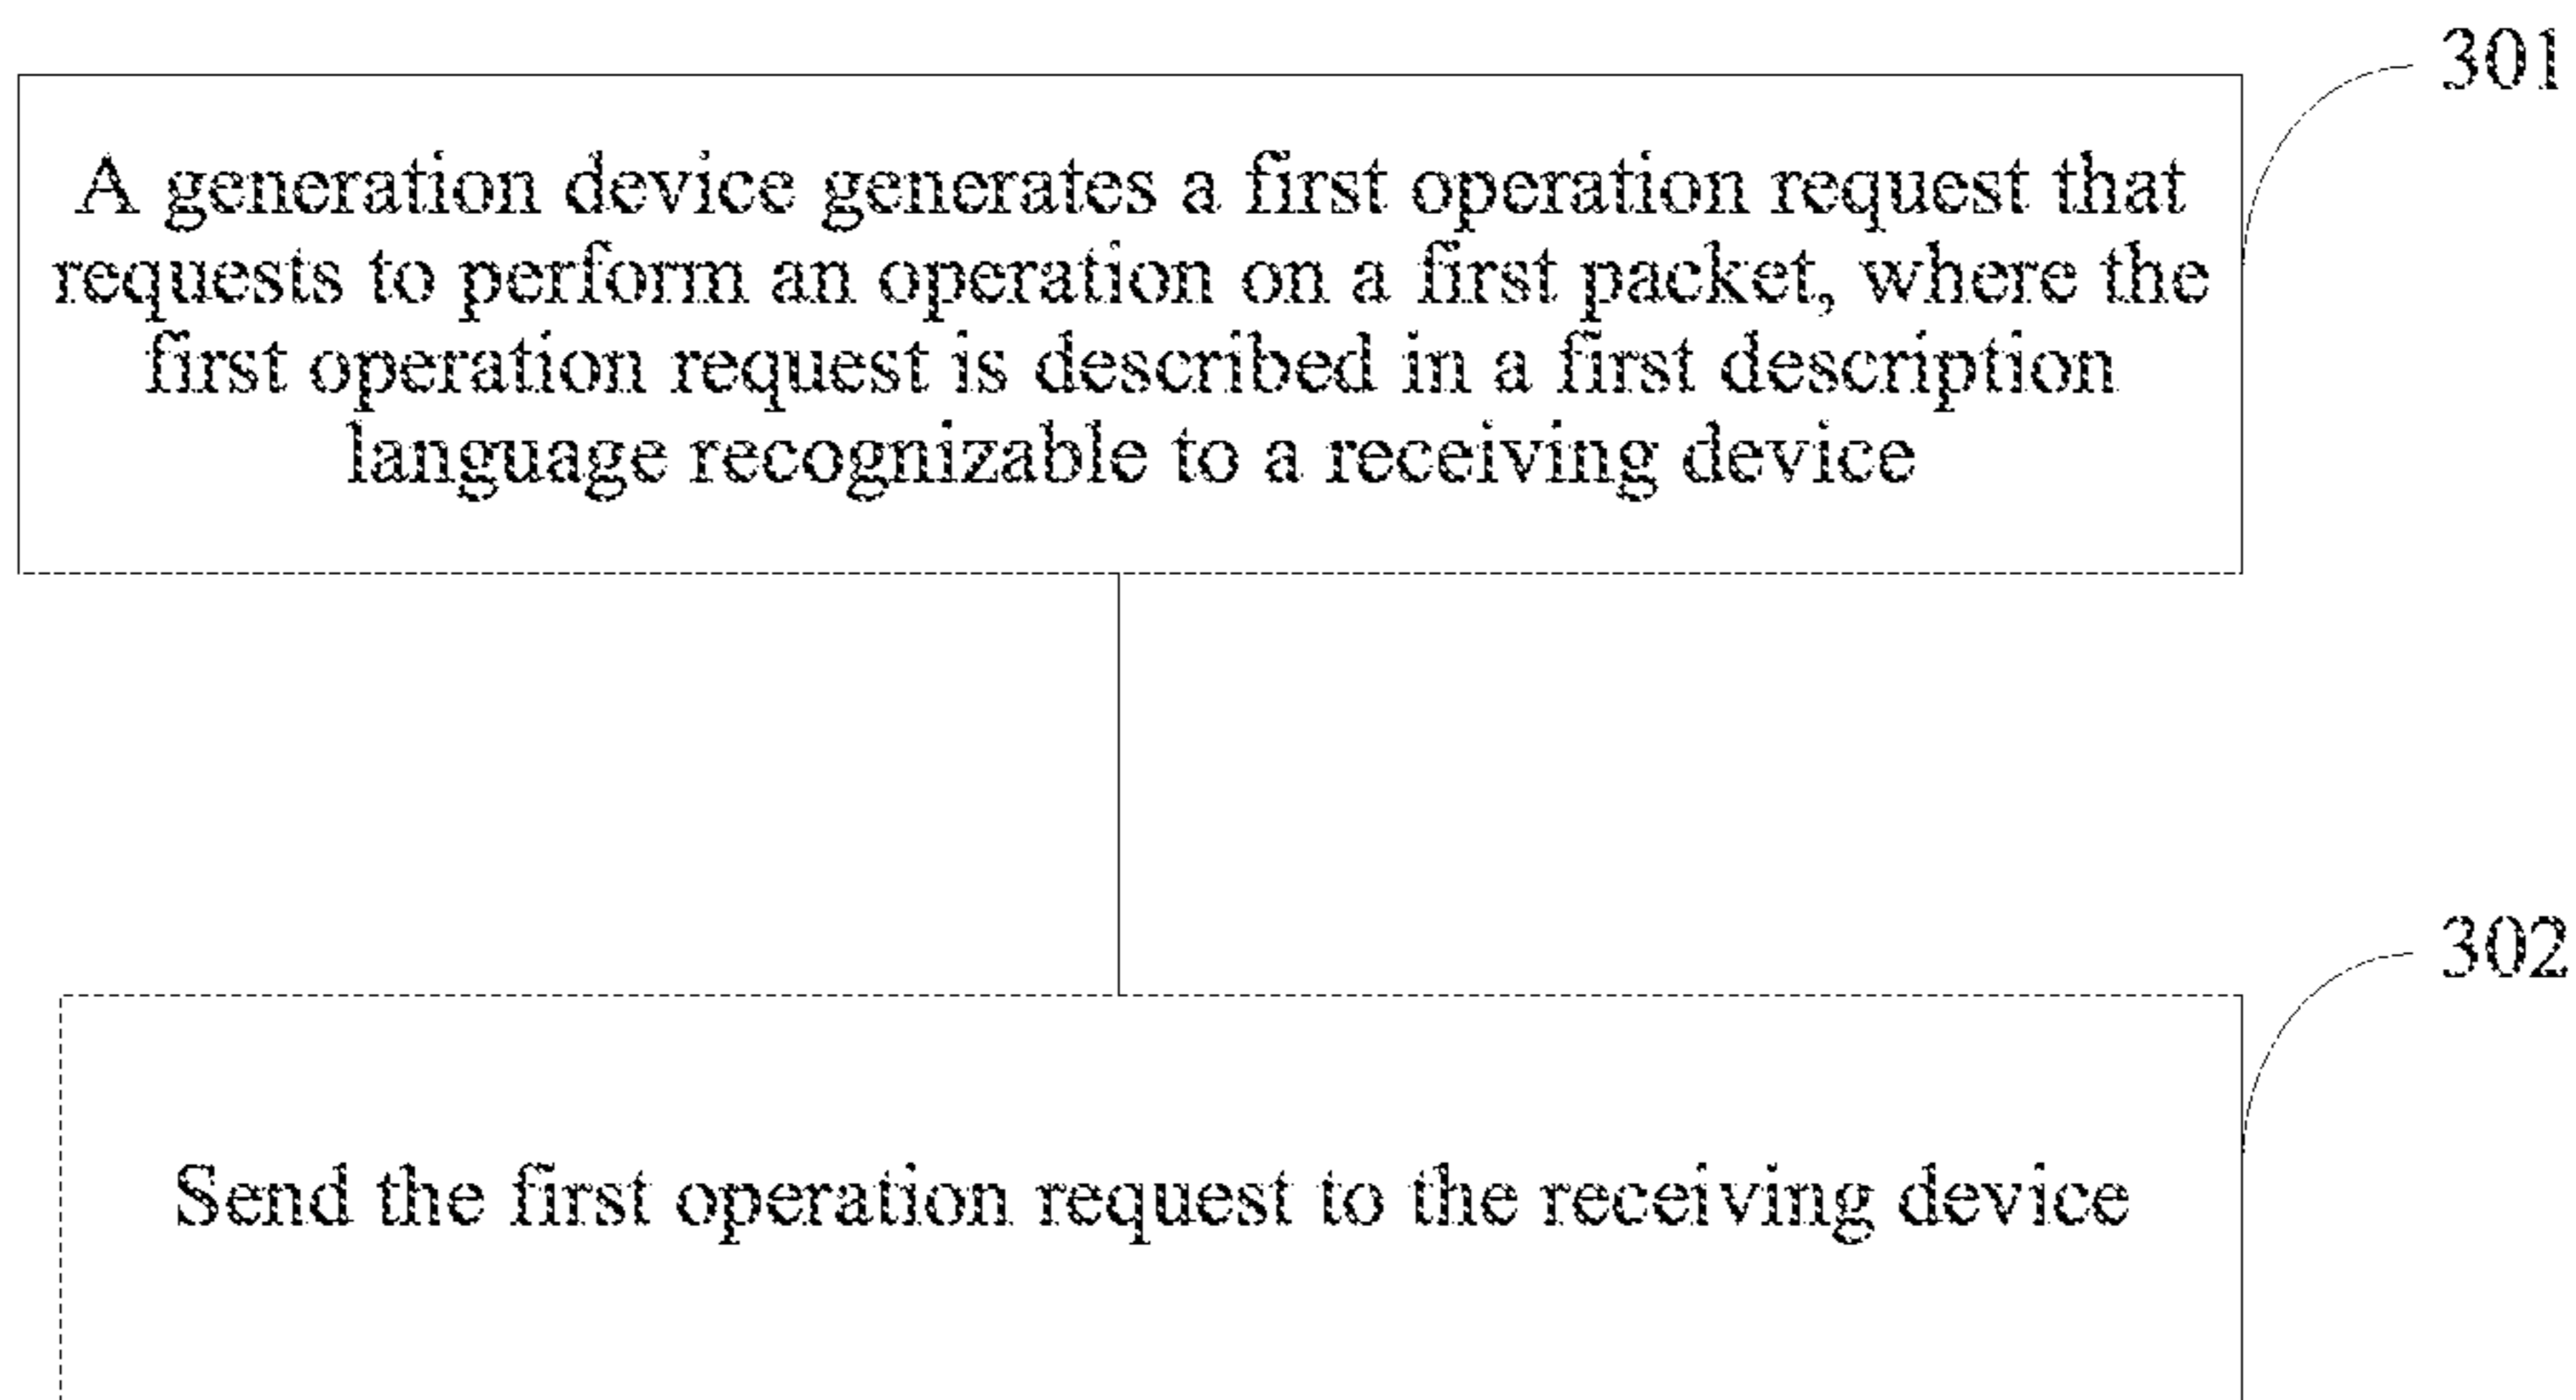 301
A generation device generates a first operation request that
requests to perform an operation on a first packet, where the
first operation request is described in a first description
language recognizable to a receiving device
302
Send the first operation request to the receiving device